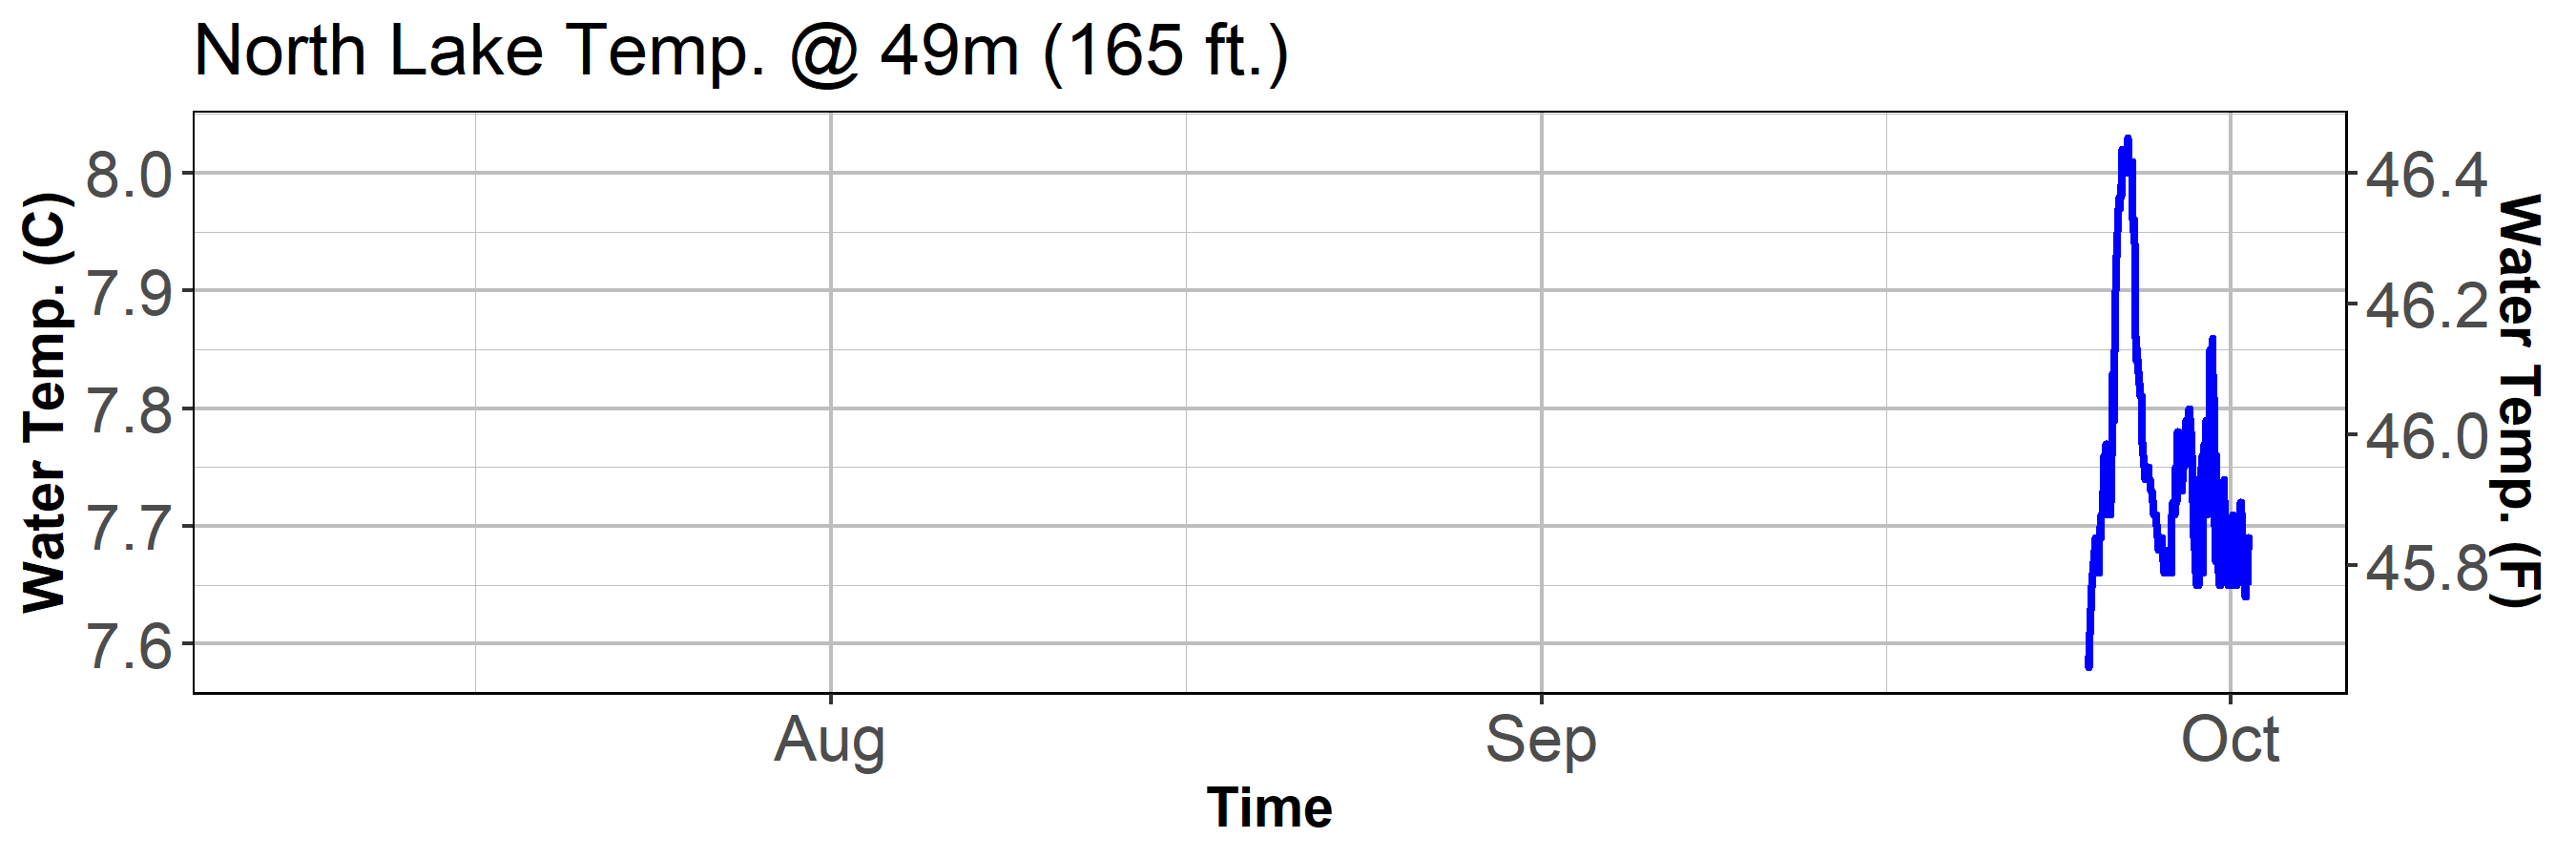 North Lake Temp. @ 49m (165 ft.)
Water Temp. (C)
8.0
7.9
7.8
7.7
7.6
46.4
46.2
46.0
45.8
Water Temp. (F)
Aug Sep Oct
Time